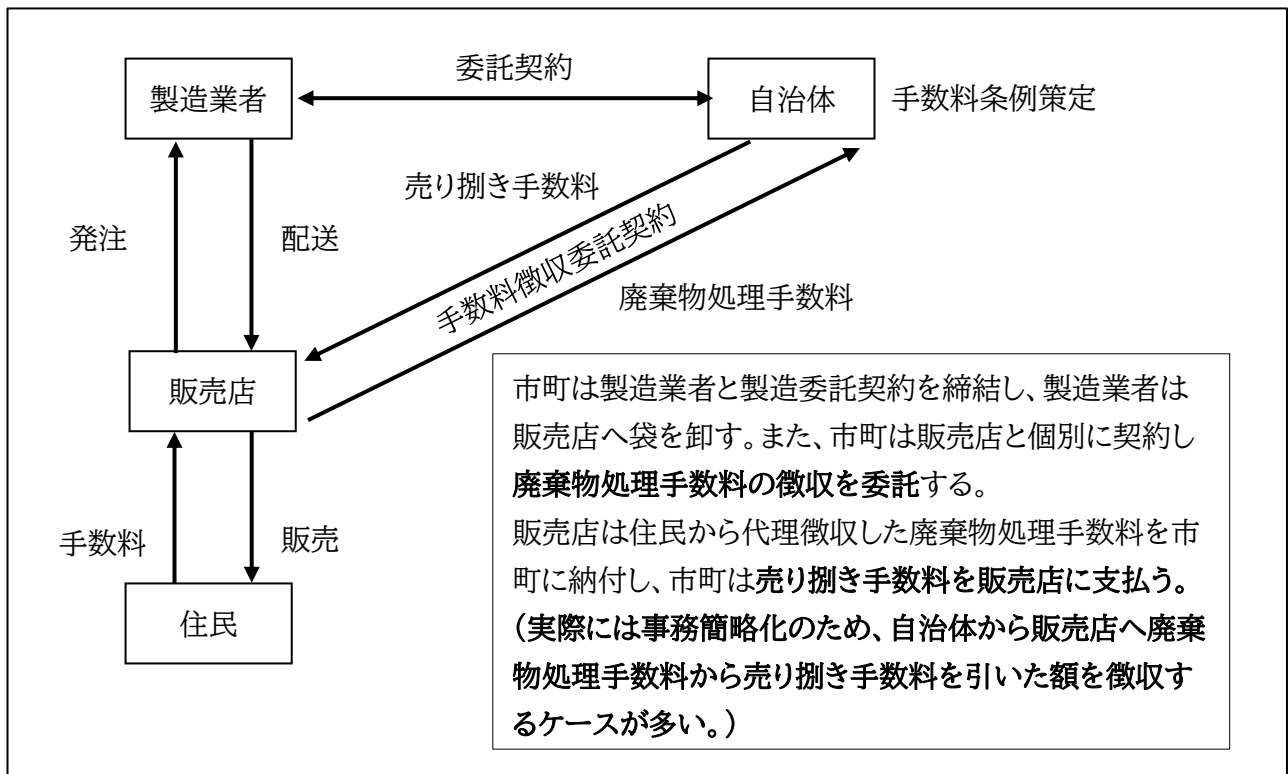 委託契約
製造業者
自治体
手数料条例策定
売り捌き手数料
発注
配送
手数料徴収委託契約
廃棄物処理手数料
販売店
市町は製造業者と製造委託契約を締結し、製造業者は
販売店へ袋を卸す。また、市町は販売店と個別に契約し
廃棄物処理手数料の徴収を委託する。
販売店は住民から代理徴収した廃棄物処理手数料を市
町に納付し、市町は売り捌き手数料を販売店に支払う。
（実際には事務簡略化のため、自治体から販売店へ廃棄
物処理手数料から売り捌き手数料を引いた額を徴収す
るケースが多い。）
手数料
販売
住民